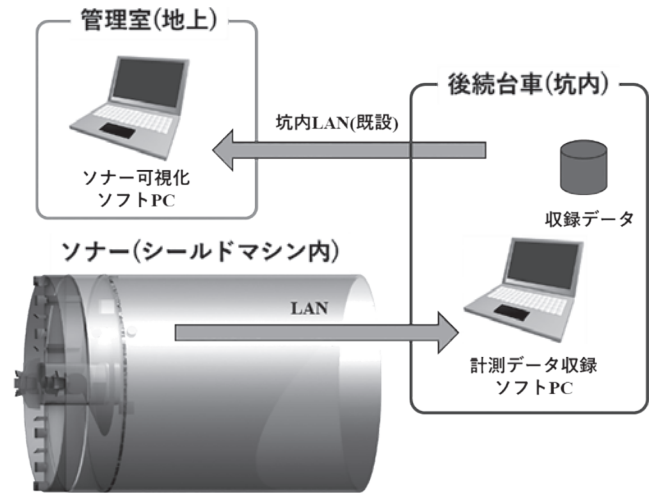 管理室(地上)
ソナー可視化
ソフトPC
坑内LAN(既設)
後続台車(坑内)
収録データ
計測データ収録
ソフトPC
ソナー(シールドマシン内)
LAN